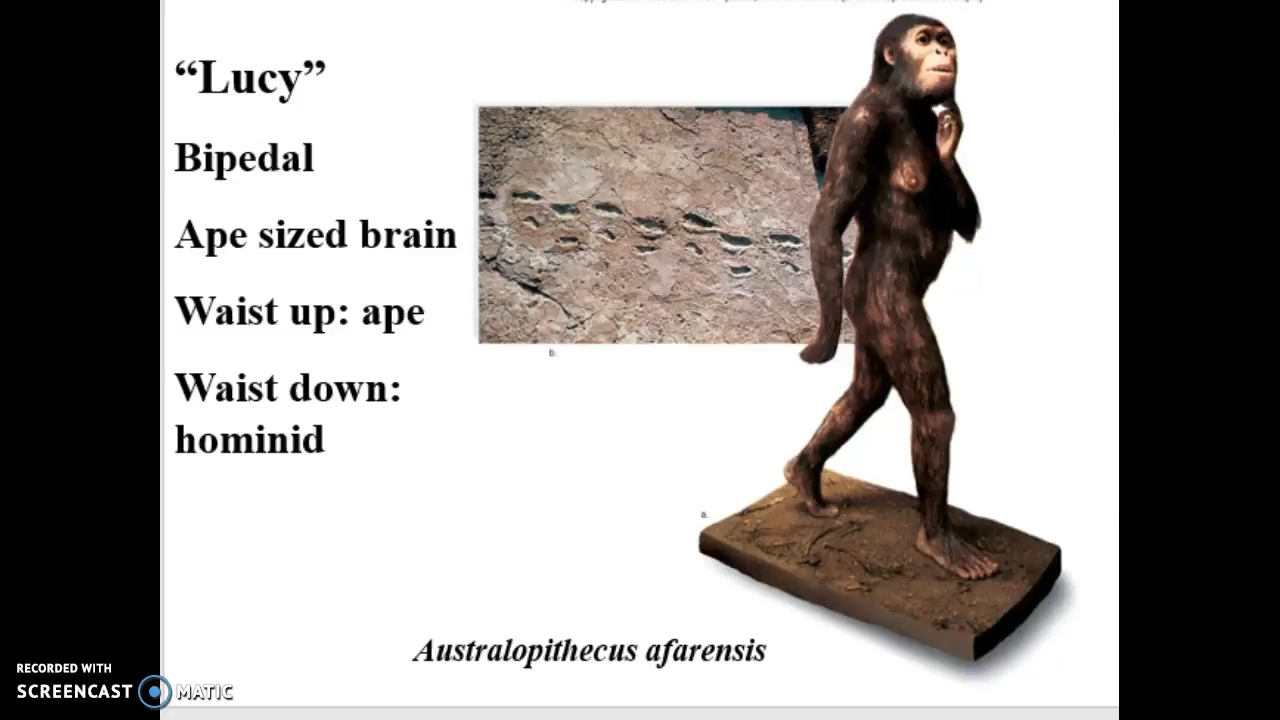 “Lucy”
Bipedal
Ape sized brain
Waist up: ape
Waist down:
hominid
b.
a.
Australopithecus afarensis
RECORDED WITH
SCREENCAST MATIC